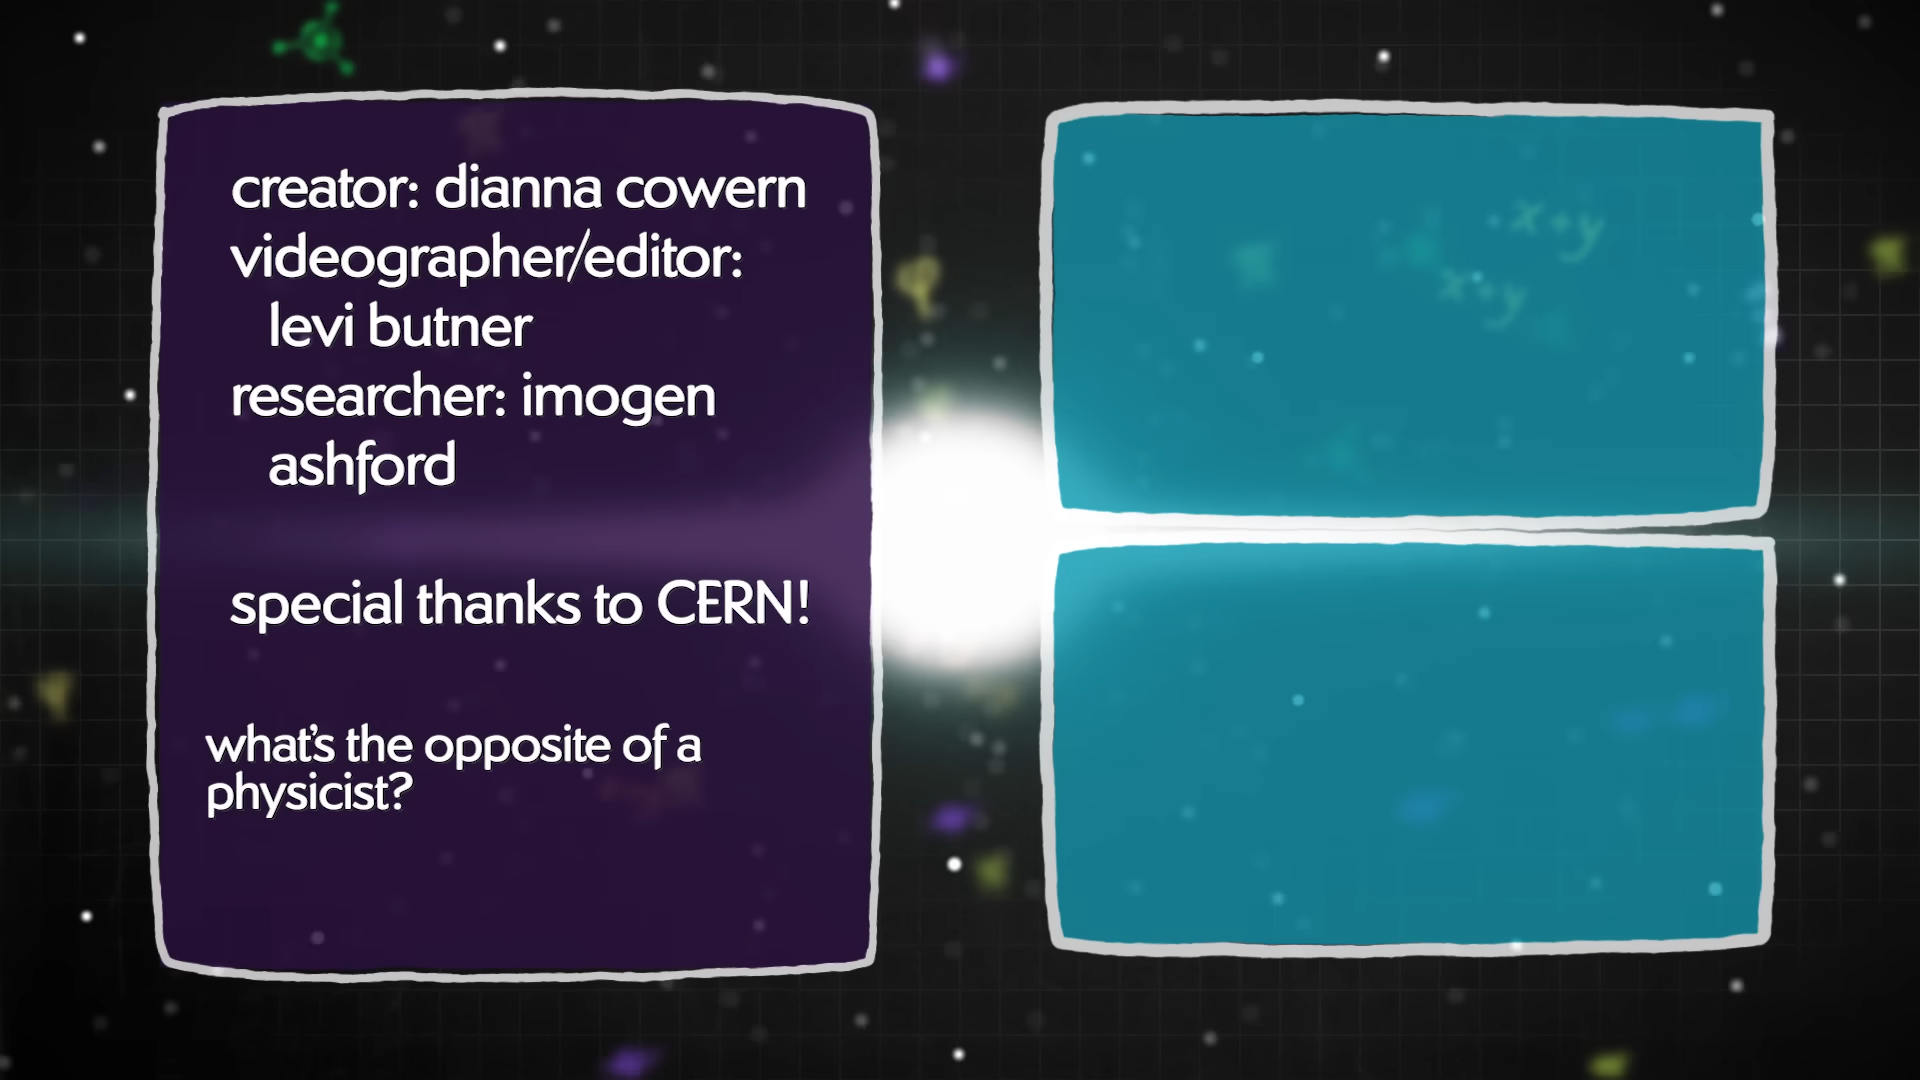 creator: dianna cowern
videographer/editor:
levi butner
researcher: imogen
ashford
special thanks to CERN!
what's the opposite of a
physicist?
x+y
x+y